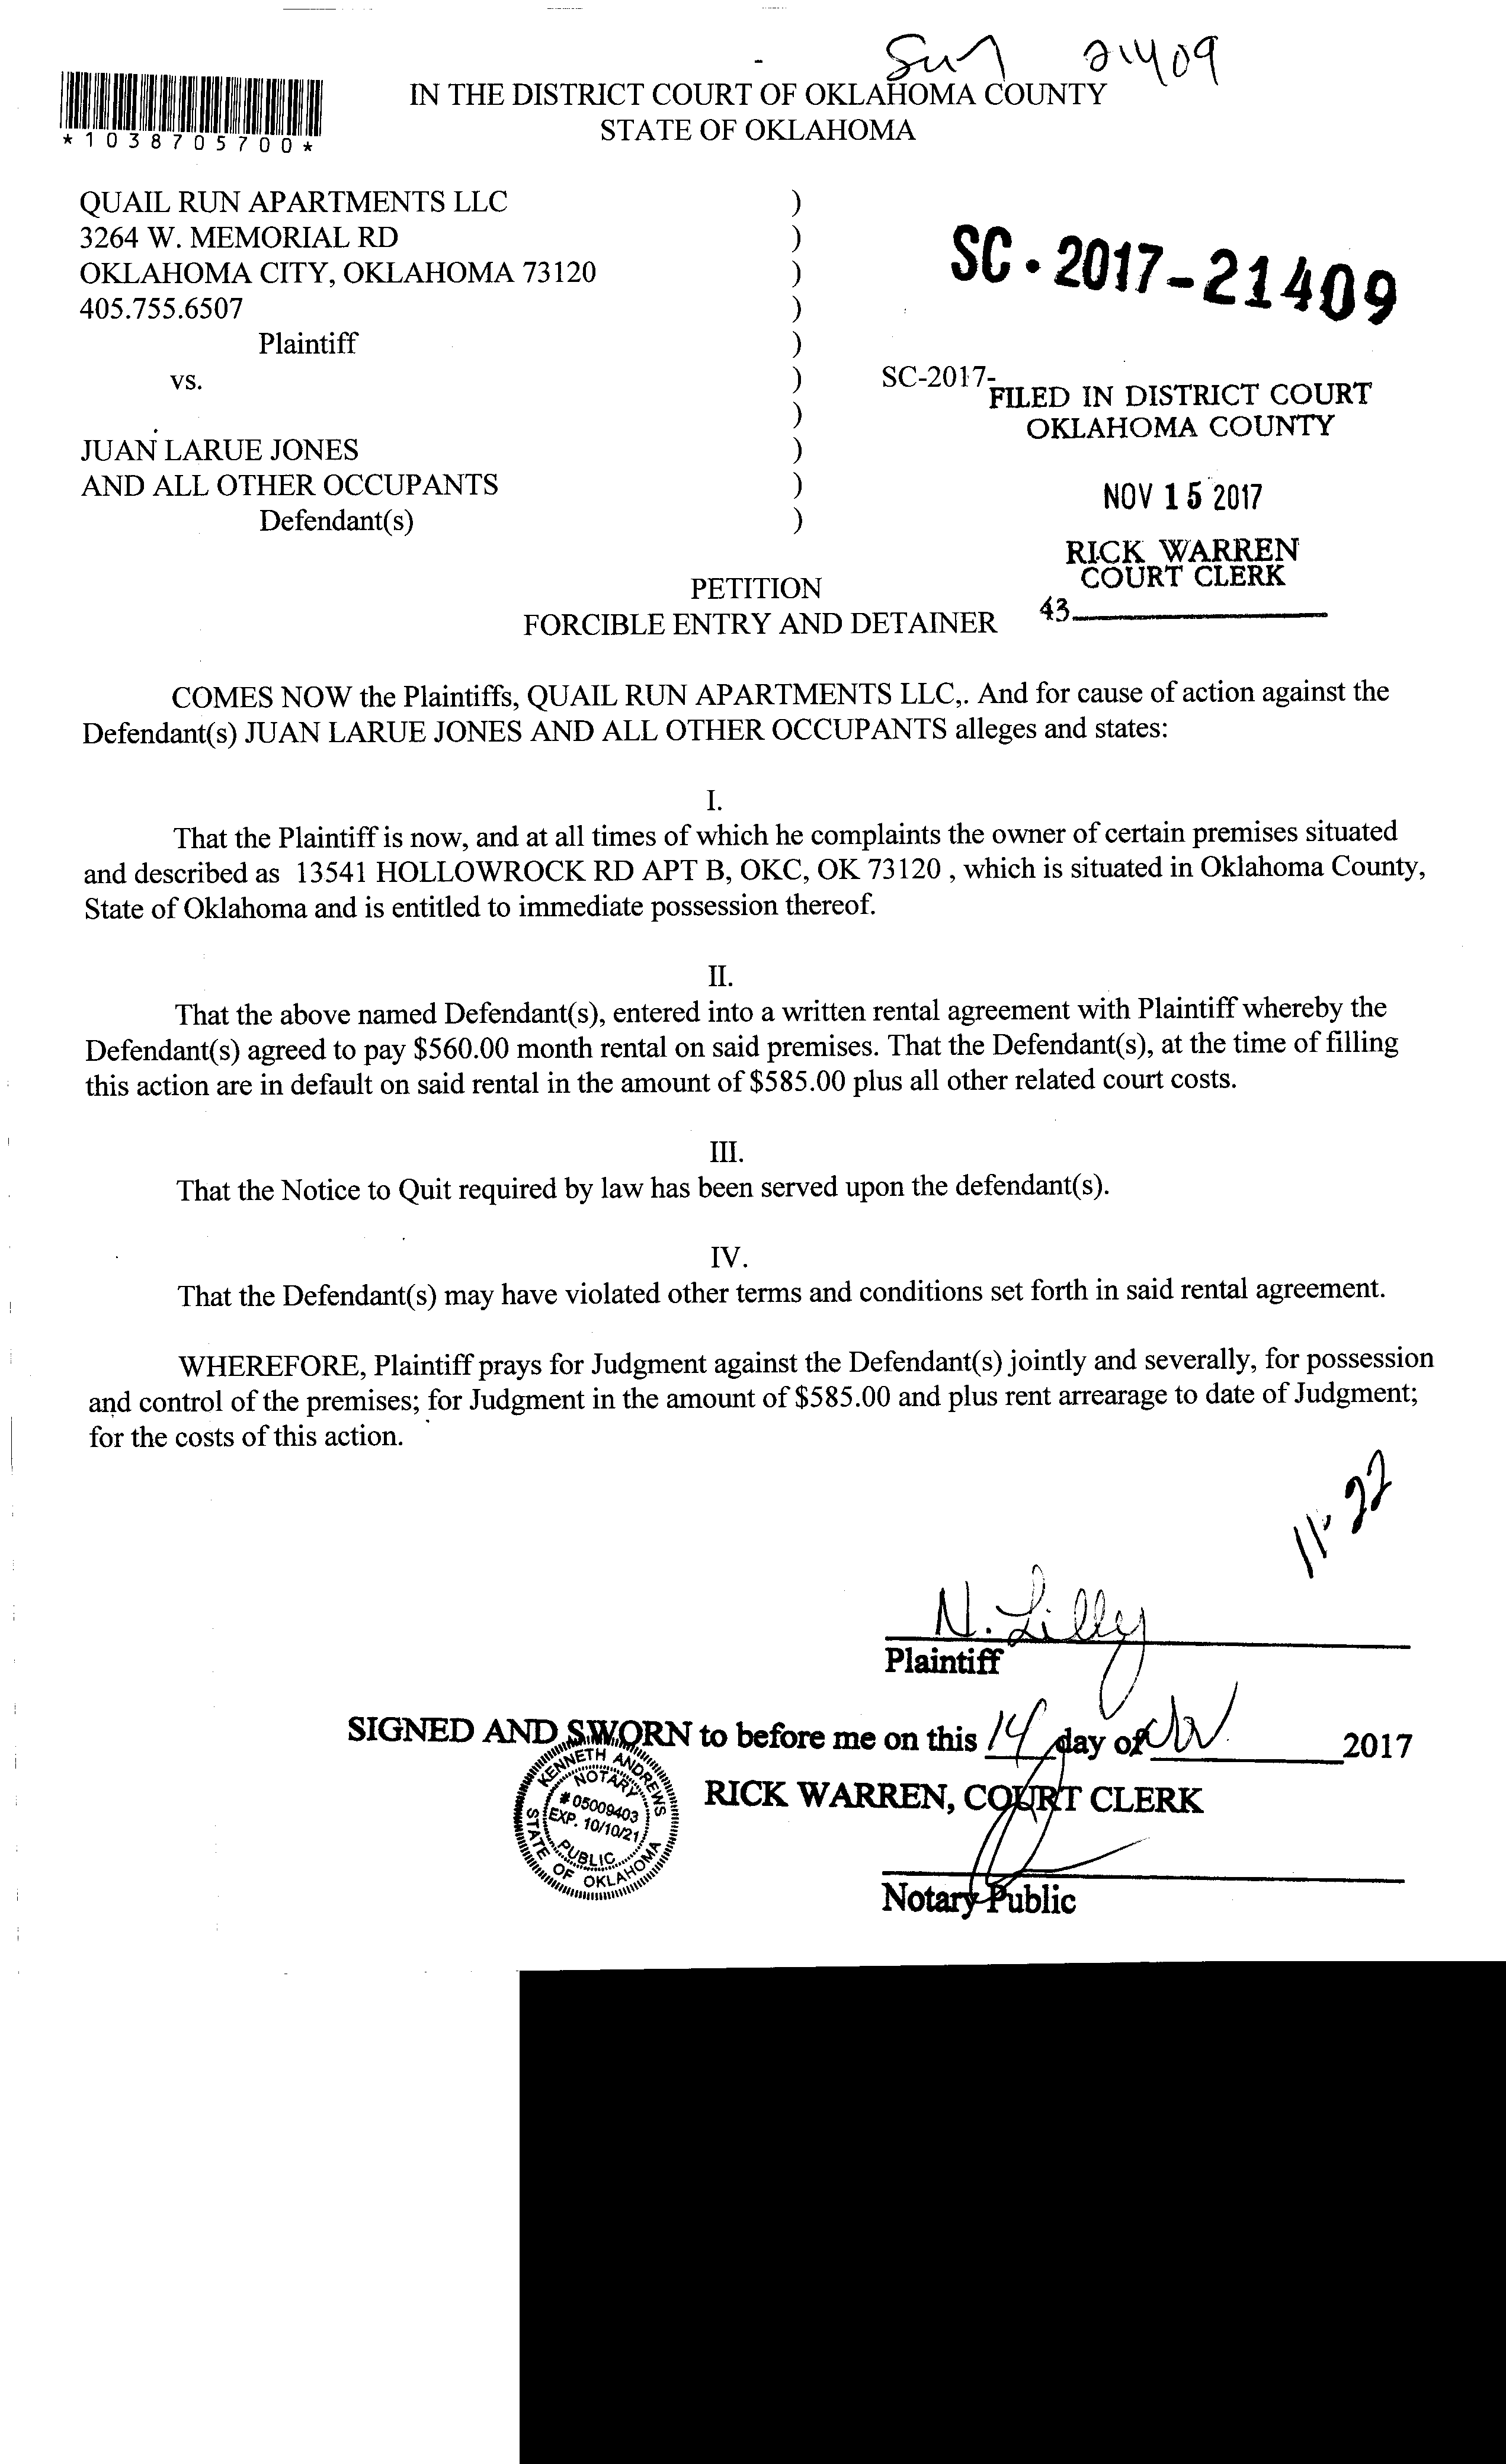 21409
*1038705700*
IN THE DISTRICT COURT OF OKLAHOMA COUNTY
STATE OF OKLAHOMA
QUAIL RUN APARTMENTS LLC )
3264 W. MEMORIAL RD )
OKLAHOMA CITY, OKLAHOMA 73120 )
405.755.6507 )
Plaintiff )
SC-2017-21409
vs. )
SC-2017-
)
FILED IN DISTRICT COURT
OKLAHOMA COUNTY
JUAN LARUE JONES )
AND ALL OTHER OCCUPANTS )
Defendant(s) )
NOV 15 2017
RICK WARREN
COURT CLERK
43
PETITION
FORCIBLE ENTRY AND DETAINER
COMES NOW the Plaintiffs, QUAIL RUN APARTMENTS LLC,. And for cause of action against the
Defendant(s) JUAN LARUE JONES AND ALL OTHER OCCUPANTS alleges and states:
I.
That the Plaintiff is now, and at all times of which he complaints the owner of certain premises situated
and described as 13541 HOLLOWROCK RD APT B, OKC, OK 73120 , which is situated in Oklahoma County,
State of Oklahoma and is entitled to immediate possession thereof.
II.
That the above named Defendant(s), entered into a written rental agreement with Plaintiff whereby the
Defendant(s) agreed to pay $560.00 month rental on said premises. That the Defendant(s), at the time of filling
this action are in default on said rental in the amount of $585.00 plus all other related court costs.
III.
That the Notice to Quit required by law has been served upon the defendant(s).
IV.
That the Defendant(s) may have violated other terms and conditions set forth in said rental agreement.
WHEREFORE, Plaintiff prays for Judgment against the Defendant(s) jointly and severally, for possession
and control of the premises; for Judgment in the amount of $585.00 and plus rent arrearage to date of Judgment;
for the costs of this action.
11-22
N. Lilly
Plaintiff
SIGNED AND SWORN to before me on this 14 day of 2017
RICK WARREN, COURT CLERK
KENNETH ANDREWS
NOTARY
# 05009403
EXP. 10/10/21
PUBLIC
STATE OF OKLAHOMA
Notary Public